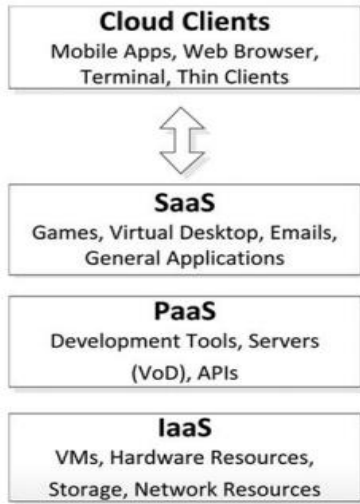 Cloud Clients
Mobile Apps, Web Browser,
Terminal, Thin Clients
SaaS
Games, Virtual Desktop, Emails,
General Applications
PaaS
Development Tools, Servers
(VoD), APIs
IaaS
VMs, Hardware Resources,
Storage, Network Resources